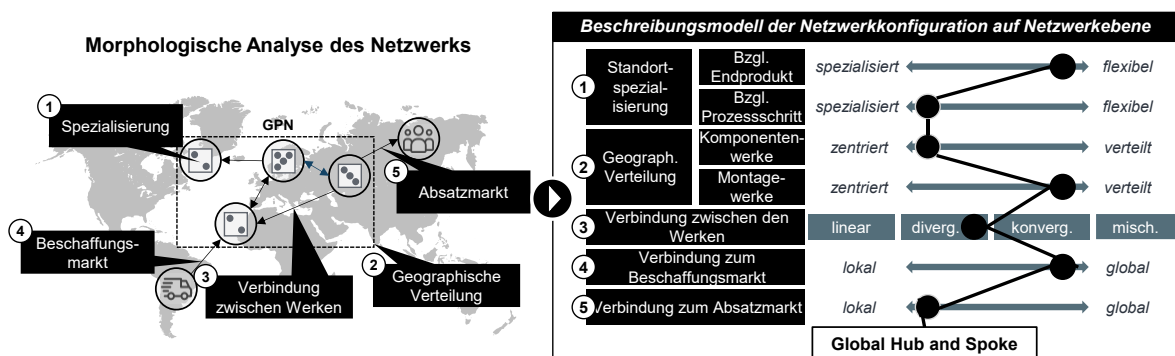 Morphologische Analyse des Netzwerks
1
Spezialisierung
GPN
5
Absatzmarkt
4
Beschaffungs-
markt
3
Verbindung
zwischen Werken
2
Geographische
Verteilung
Beschreibungsmodell der Netzwerkkonfiguration auf Netzwerkebene
1
Standort-
spezial-
isierung
Bzgl.
Endprodukt
spezialisiert
flexibel
Bzgl.
Prozessschritt
spezialisiert
flexibel
2
Geograph.
Verteilung
Komponenten-
werke
zentriert
verteilt
Montage-
werke
zentriert
verteilt
3
Verbindung zwischen den
Werken
linear
diverg.
konverg.
misch.
4
Verbindung zum
Beschaffungsmarkt
lokal
global
5
Verbindung zum Absatzmarkt
lokal
global
Global Hub and Spoke